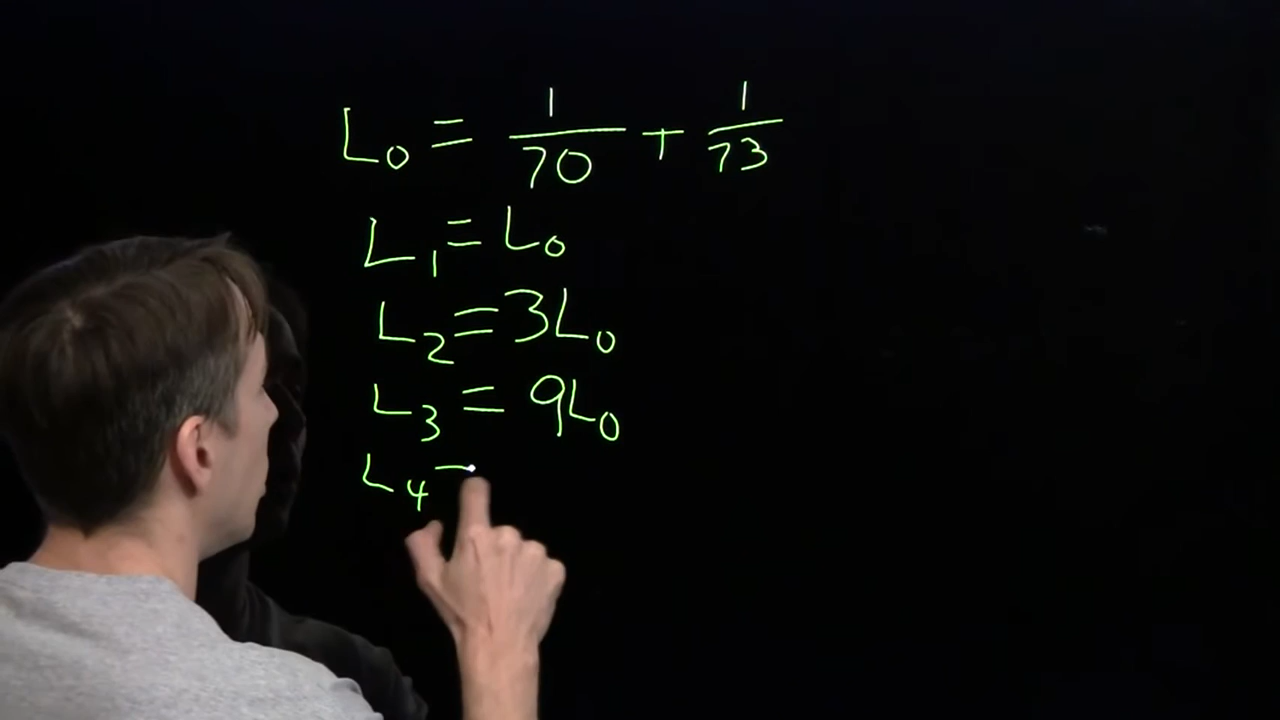 L₀ = 1/70 + 1/73
L₁ = L₀
L₂ = 3L₀
L₃ = 9L₀
L₄ –